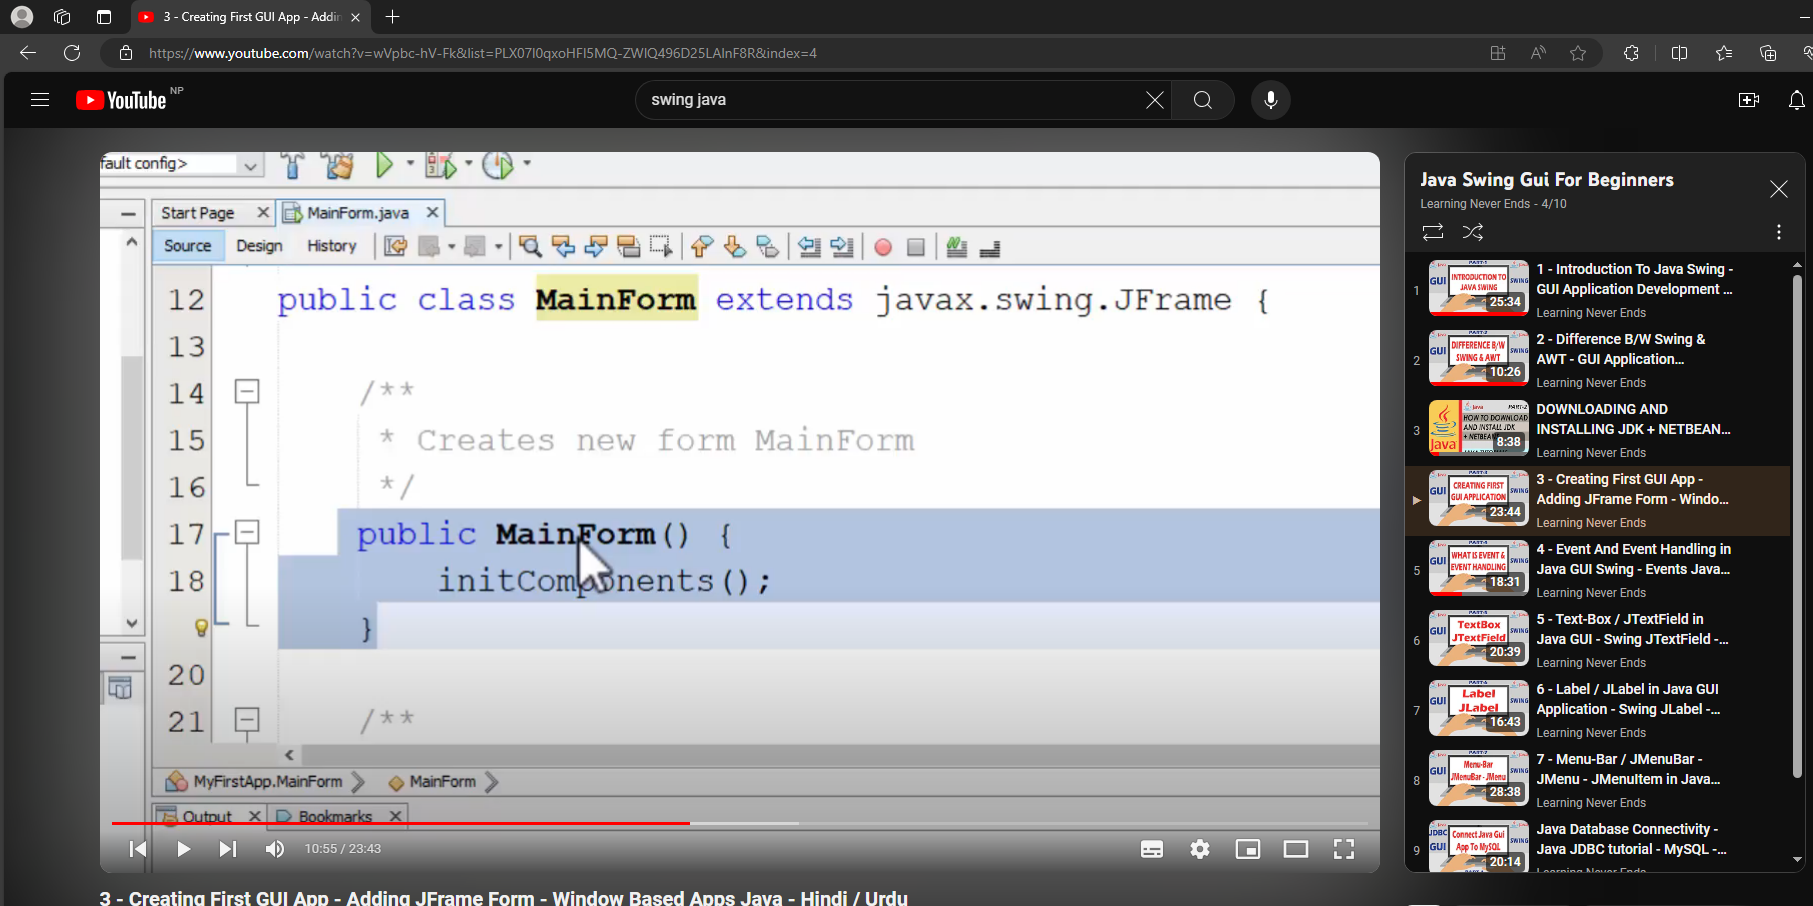 3 - Creating First GUI App - Addin
https://www.youtube.com/watch?v=wVpbc-hV-Fk&list=PLX07l0qxoHFI5MQ-ZWIQ496D25LAlnF8R&index=4
YouTube NP
swing java
fault config>
Start Page
MainForm.java
Source Design History
12 public class MainForm extends javax.swing.JFrame {
13
14 /**
15 * Creates new form MainForm
16 */
17 public MainForm() {
18 initComponents();
}
20
21 /**
MyFirstApp.MainForm
MainForm
Output
Bookmarks
10:55 / 23:43
3 - Creating First GUI App - Adding JFrame Form - Window Based Apps Java - Hindi / Urdu
Java Swing Gui For Beginners
Learning Never Ends - 4/10
1
GUI
INTRODUCTION TO
JAVA SWING
25:34
1 - Introduction To Java Swing -
GUI Application Development ...
Learning Never Ends
2
GUI
DIFFERENCE B/W
SWING & AWT
SWING
10:26
2 - Difference B/W Swing &
AWT - GUI Application...
Learning Never Ends
3
Java
PART-2
HOW TO DOWNLOAD
AND INSTALL JDK
+ NETBEAN
8:38
DOWNLOADING AND
INSTALLING JDK + NETBEAN...
Learning Never Ends
GUI
CREATING FIRST
GUI APPLICATION
SWING
23:44
3 - Creating First GUI App -
Adding JFrame Form - Windo...
Learning Never Ends
5
GUI
WHAT IS EVENT &
EVENT HANDLING
SWING
18:31
4 - Event And Event Handling in
Java GUI Swing - Events Java...
Learning Never Ends
6
GUI
TextBox
JTextField
SWING
20:39
5 - Text-Box / JTextField in
Java GUI - Swing JTextField -...
Learning Never Ends
7
GUI
Label
JLabel
SWING
16:43
6 - Label / JLabel in Java GUI
Application - Swing JLabel -...
Learning Never Ends
8
GUI
Menu-Bar
JMenuBar - JMenu
SWING
28:38
7 - Menu-Bar / JMenuBar -
JMenu - JMenuItem in Java...
Learning Never Ends
9
JDBC
GUI
Connect Java Gui
App To MySQL
20:14
Java Database Connectivity -
Java JDBC tutorial - MySQL -...
Learning Never Ends